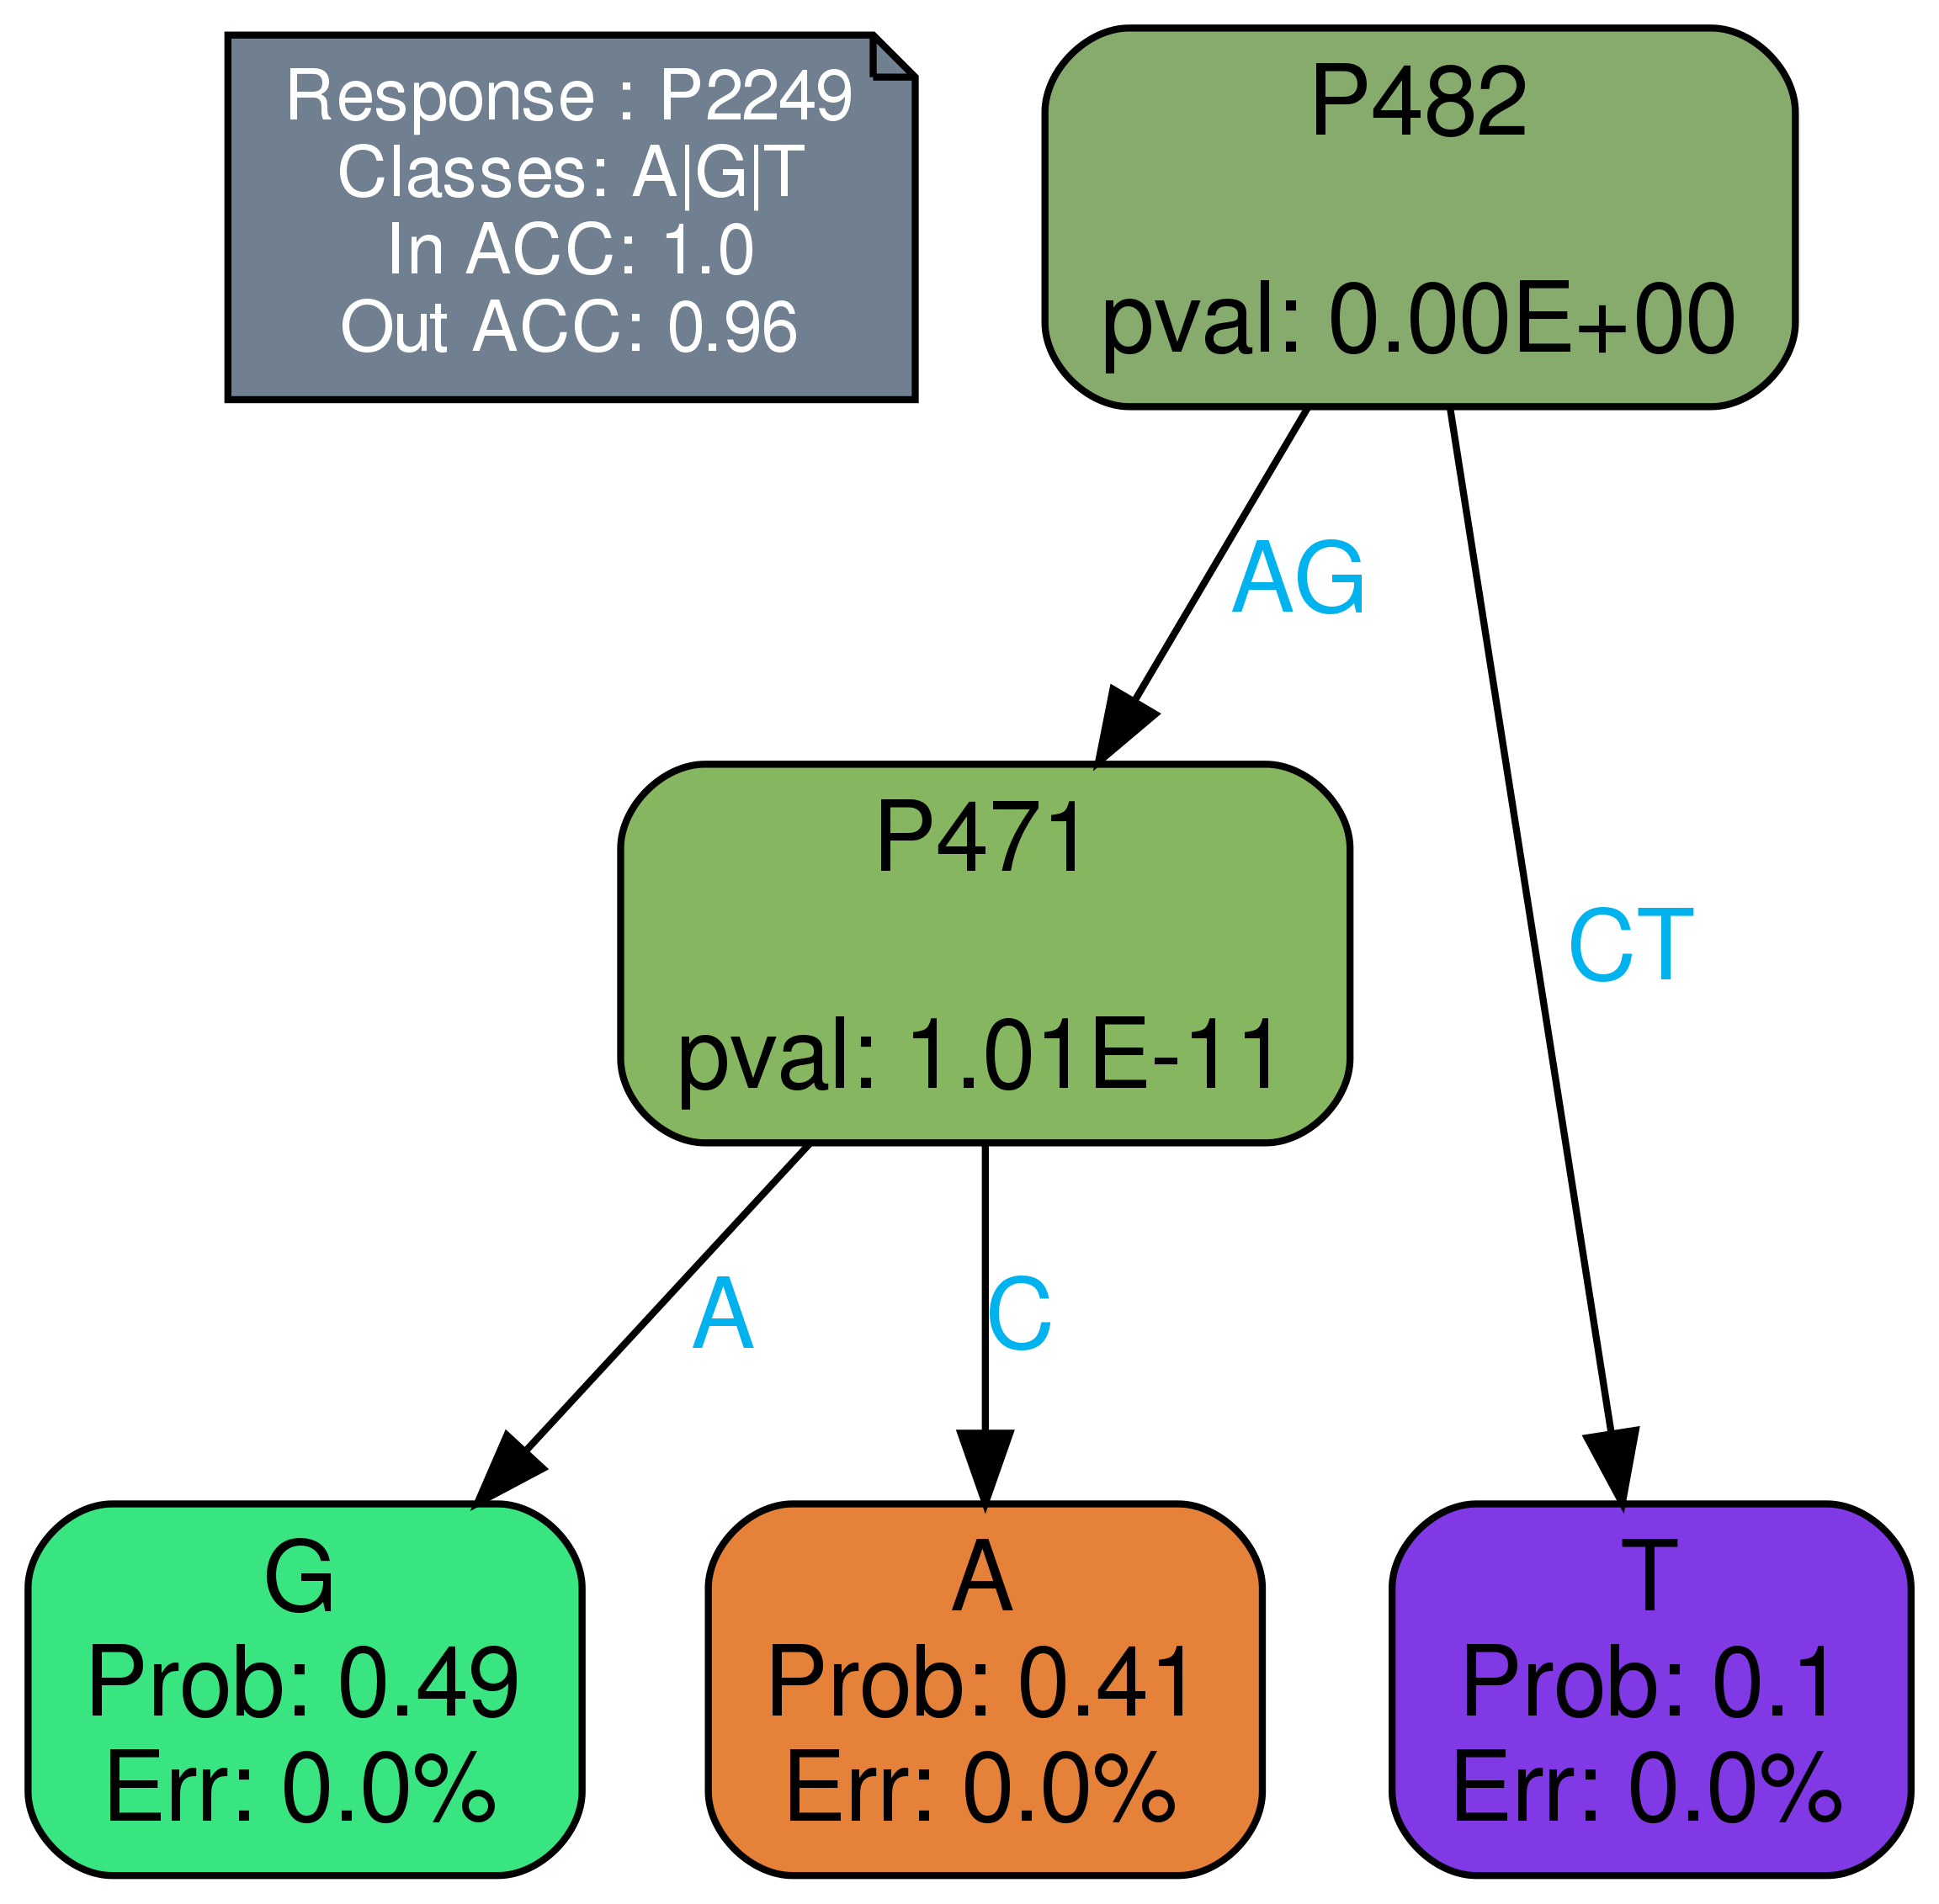 Response : P2249
Classes: A|G|T
In ACC: 1.0
Out ACC: 0.96
P482
pval: 0.00E+00
AG
CT
P471
pval: 1.01E-11
A
C
G
Prob: 0.49
Err: 0.0%
A
Prob: 0.41
Err: 0.0%
T
Prob: 0.1
Err: 0.0%